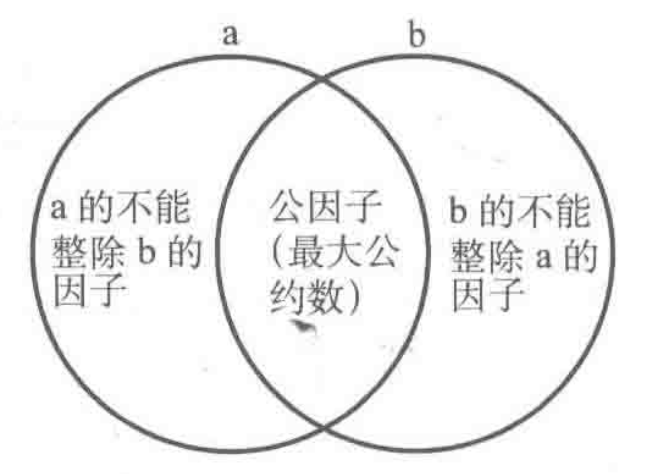 a
b
a 的不能
整除 b 的
因子
公因子
（最大公
约数）
b 的不能
整除 a 的
因子